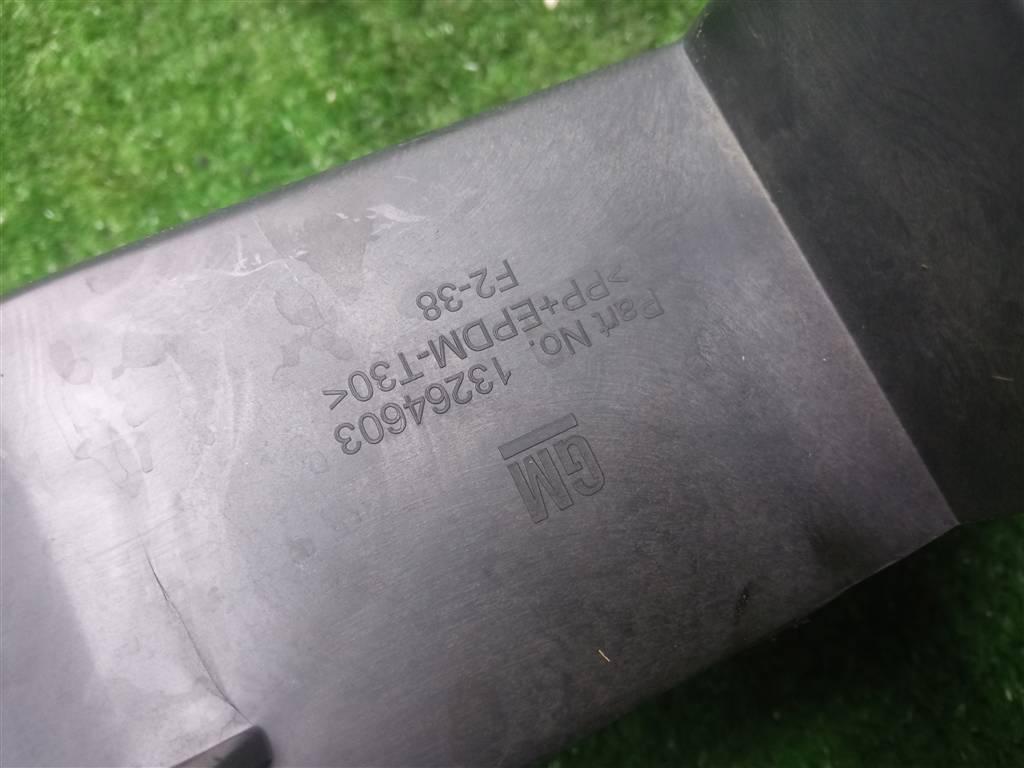 GM
Part No. 13264603
>PP+EPDM-T30<
F2-38